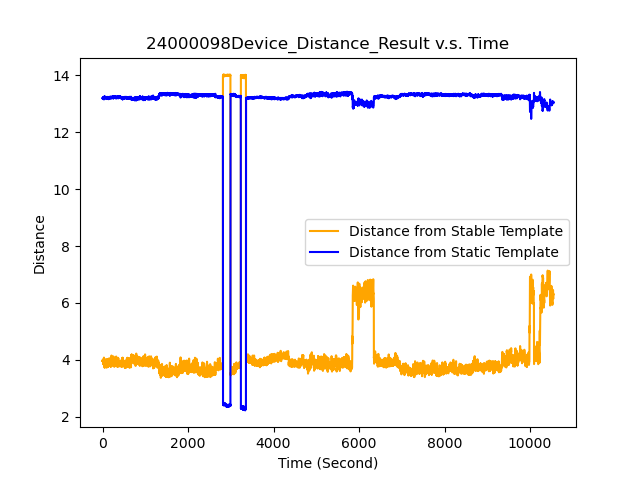 24000098Device_Distance_Result v.s. Time
14
12
10
8
6
4
2
Distance
Distance from Stable Template
Distance from Static Template
0 2000 4000 6000 8000 10000
Time (Second)